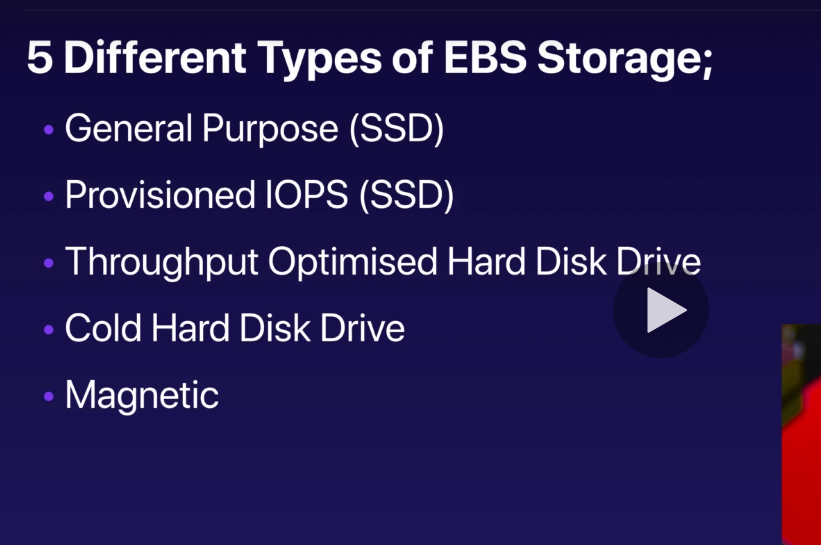 5 Different Types of EBS Storage;
• General Purpose (SSD)
• Provisioned IOPS (SSD)
• Throughput Optimised Hard Disk Drive
• Cold Hard Disk Drive
• Magnetic